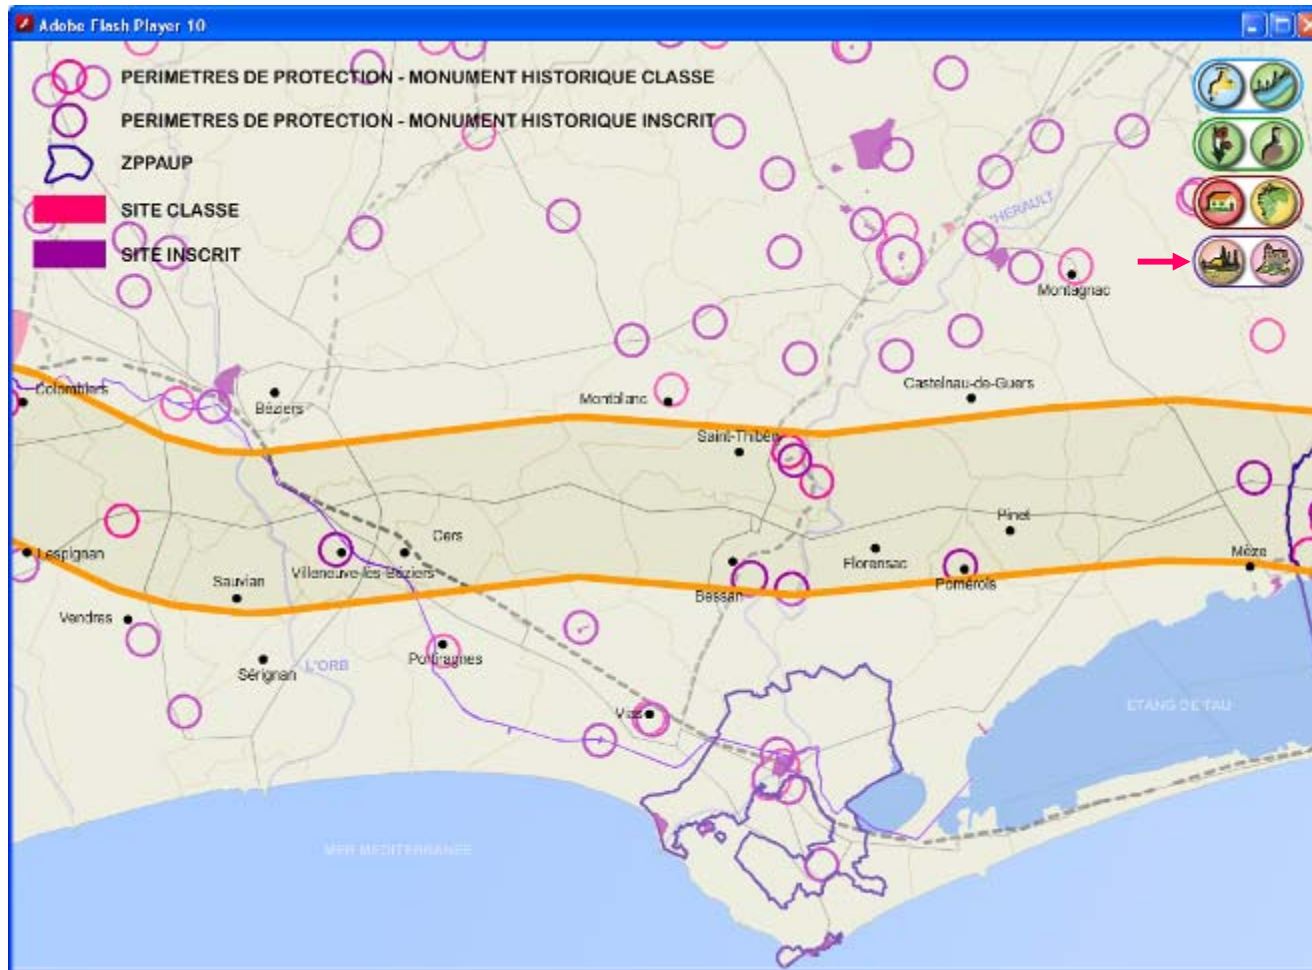 Adobe Flash Player 10
PERIMETRES DE PROTECTION - MONUMENT HISTORIQUE CLASSE
PERIMETRES DE PROTECTION - MONUMENT HISTORIQUE INSCRIT
ZPPAUP
SITE CLASSE
SITE INSCRIT
L'HERAULT
Montagnac
Colombiers
Béziers
Montblanc
Castelnau-de-Guers
Saint-Thibéry
Pinet
Cers
Lespignan
Villeneuve-lès-Béziers
Florensac
Mèze
Sauvian
Bessan
Pomérols
Vendres
Portiragnes
L'ORB
Sérignan
Vias
ETANG DE TAU
MER MEDITERRANEE